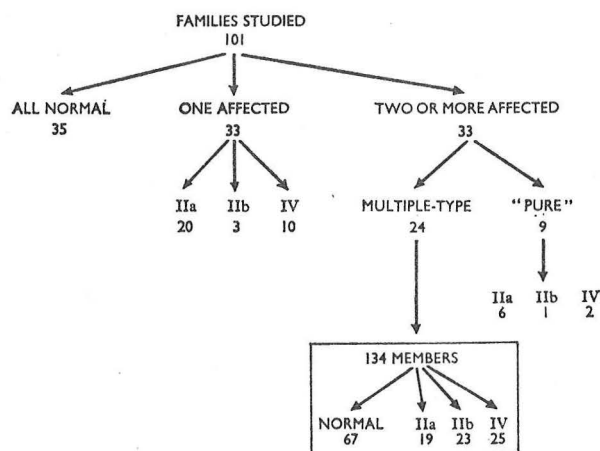 FAMILIES STUDIED
101
ALL NORMAL ONE AFFECTED TWO OR MORE AFFECTED
35 33 33
IIa IIb IV MULTIPLE-TYPE "PURE"
20 3 10 24 9
IIa IIb IV
6 1 2
134 MEMBERS
NORMAL IIa IIb IV
67 19 23 25